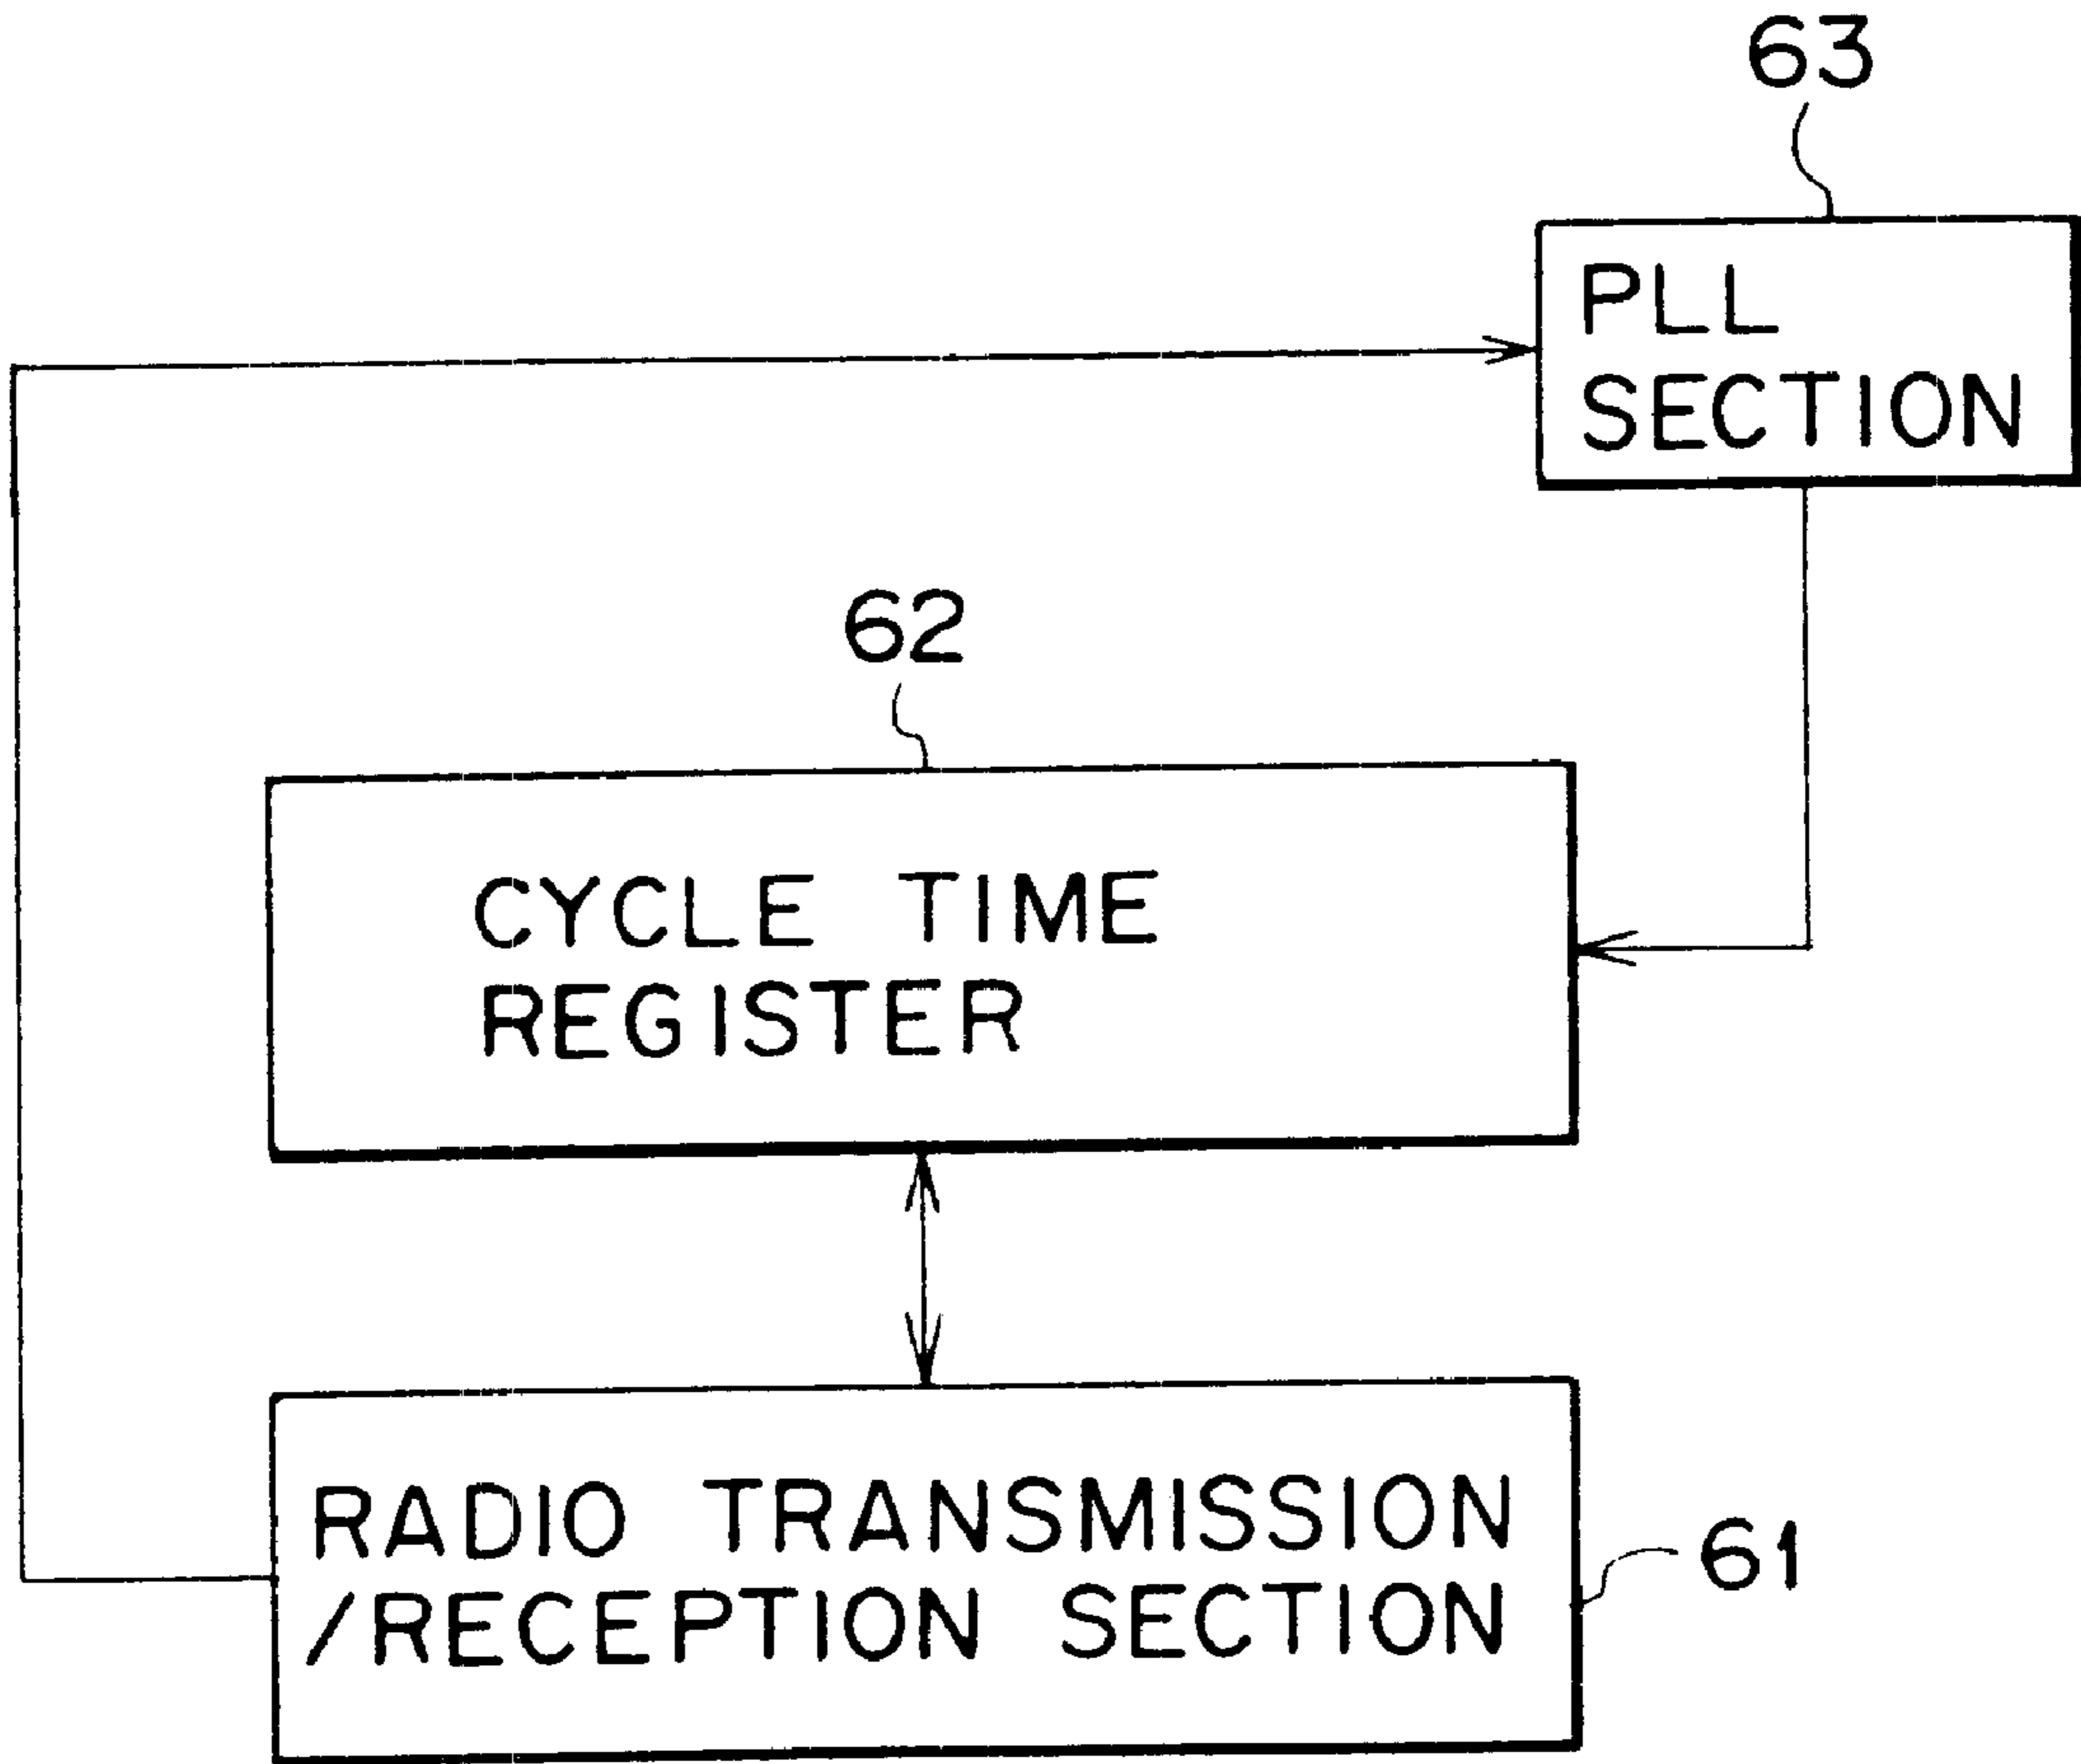 63
PLL
SECTION
62
CYCLE TIME
REGISTER
RADIO TRANSMISSION
/RECEPTION SECTION
61